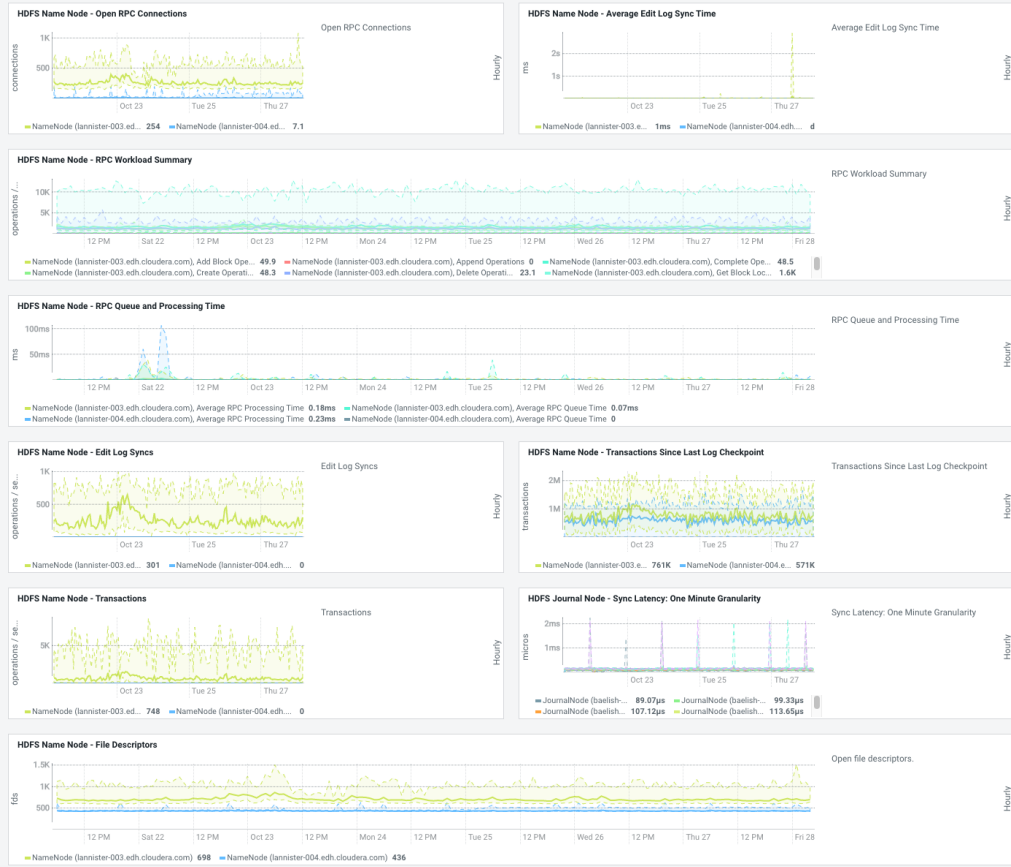 HDFS Name Node - Open RPC Connections
Open RPC Connections
connections
1K
500
Oct 23 Tue 25 Thu 27
Hourly
NameNode (lannister-003.ed... 254 NameNode (lannister-004.ed... 7.1
HDFS Name Node - Average Edit Log Sync Time
Average Edit Log Sync Time
ms
2s
1s
Oct 23 Tue 25 Thu 27
Hourly
NameNode (lannister-003.e... 1ms NameNode (lannister-004.edh.... d
HDFS Name Node - RPC Workload Summary
RPC Workload Summary
operations /...
10K
5K
12 PM Sat 22 12 PM Oct 23 12 PM Mon 24 12 PM Tue 25 12 PM Wed 26 12 PM Thu 27 12 PM Fri 28
Hourly
NameNode (lannister-003.edh.cloudera.com), Add Block Ope... 49.9 NameNode (lannister-003.edh.cloudera.com), Append Operations 0 NameNode (lannister-003.edh.cloudera.com), Complete Ope... 48.5
NameNode (lannister-003.edh.cloudera.com), Create Operati... 48.3 NameNode (lannister-003.edh.cloudera.com), Delete Operati... 23.1 NameNode (lannister-003.edh.cloudera.com), Get Block Loc... 1.6K
HDFS Name Node - RPC Queue and Processing Time
RPC Queue and Processing Time
ms
100ms
50ms
12 PM Sat 22 12 PM Oct 23 12 PM Mon 24 12 PM Tue 25 12 PM Wed 26 12 PM Thu 27 12 PM Fri 28
Hourly
NameNode (lannister-003.edh.cloudera.com), Average RPC Processing Time 0.18ms NameNode (lannister-003.edh.cloudera.com), Average RPC Queue Time 0.07ms
NameNode (lannister-004.edh.cloudera.com), Average RPC Processing Time 0.23ms NameNode (lannister-004.edh.cloudera.com), Average RPC Queue Time 0
HDFS Name Node - Edit Log Syncs
Edit Log Syncs
operations / se...
1K
500
Oct 23 Tue 25 Thu 27
Hourly
NameNode (lannister-003.ed... 301 NameNode (lannister-004.edh.... 0
HDFS Name Node - Transactions Since Last Log Checkpoint
Transactions Since Last Log Checkpoint
transactions
2M
1M
Oct 23 Tue 25 Thu 27
Hourly
NameNode (lannister-003.e... 761K NameNode (lannister-004.e... 571K
HDFS Name Node - Transactions
Transactions
operations / se...
5K
Oct 23 Tue 25 Thu 27
Hourly
NameNode (lannister-003.ed... 748 NameNode (lannister-004.edh.... 0
HDFS Journal Node - Sync Latency: One Minute Granularity
Sync Latency: One Minute Granularity
micros
2ms
1ms
Oct 23 Tue 25 Thu 27
Hourly
JournalNode (baelish-... 89.07µs JournalNode (baelish-... 99.33µs
JournalNode (baelish... 107.12µs JournalNode (baelish... 113.65µs
HDFS Name Node - File Descriptors
Open file descriptors.
fds
1.5K
1K
500
12 PM Sat 22 12 PM Oct 23 12 PM Mon 24 12 PM Tue 25 12 PM Wed 26 12 PM Thu 27 12 PM Fri 28
Hourly
NameNode (lannister-003.edh.cloudera.com) 698 NameNode (lannister-004.edh.cloudera.com) 436